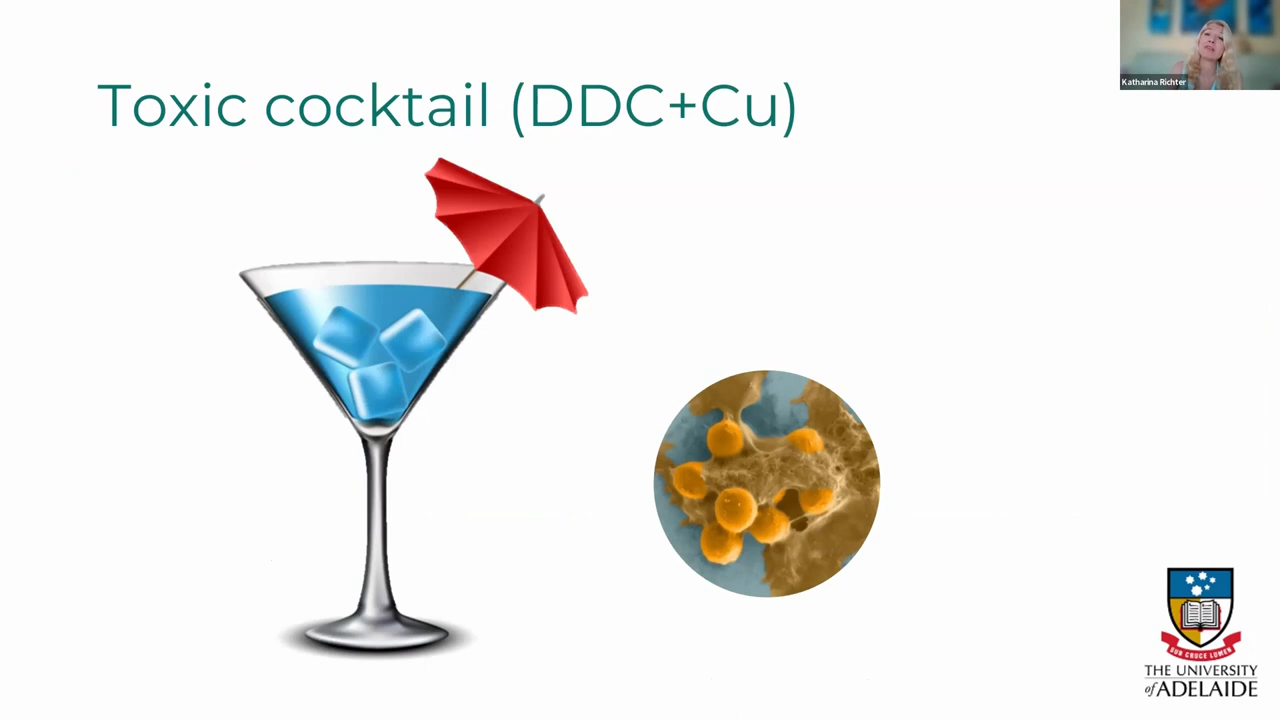 Katharina Richter
Toxic cocktail (DDC+Cu)
SUB CRUCE LUMEN
THE UNIVERSITY
of ADELAIDE